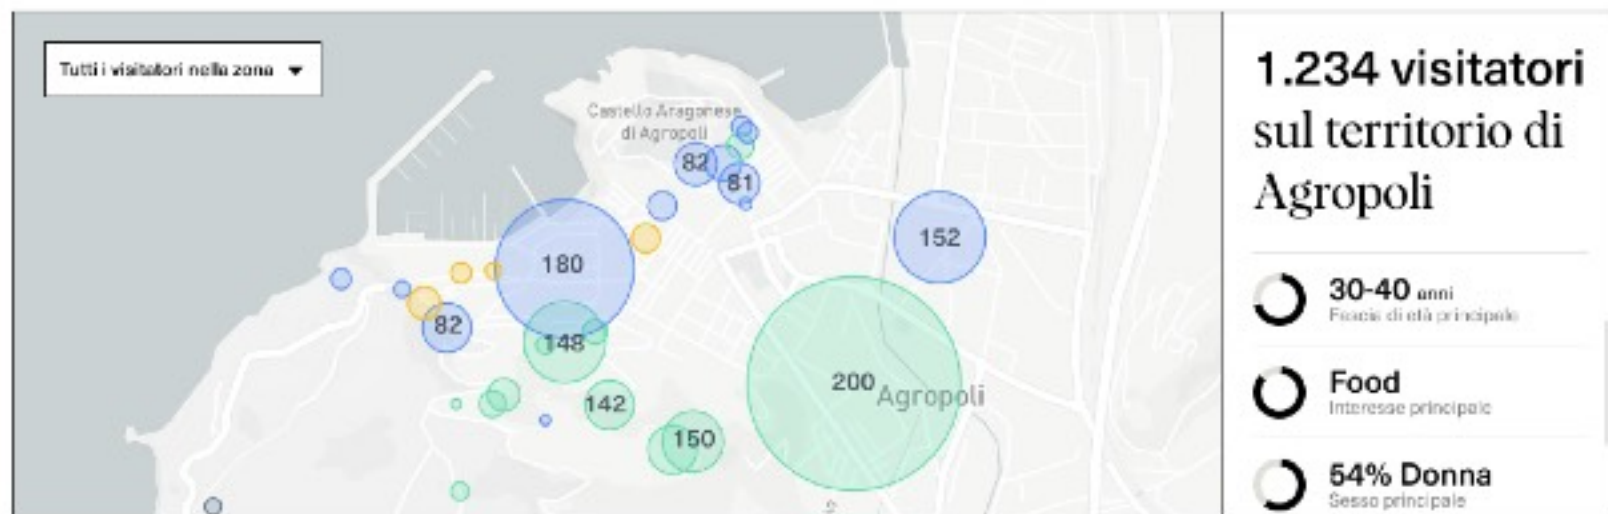 Tutti i visitatori nella zona
Castello Aragonese
di Agropoli
82
81
180
152
82
148
142
150
200
Agropoli
1.234 visitatori
sul territorio di
Agropoli
30-40 anni
Fascia di età principale
Food
Interesse principale
54% Donna
Sesso principale